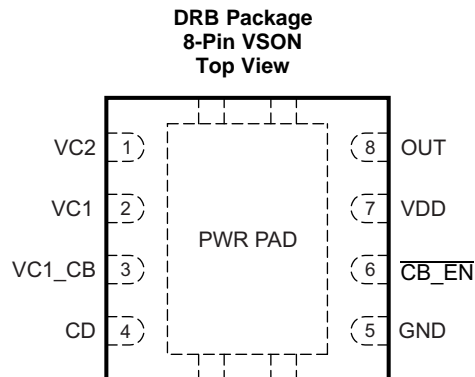 DRB Package
8-Pin VSON
Top View
VC2 1 8 OUT
VC1 2 7 VDD
PWR PAD
VC1_CB 3 6 CB_EN
CD 4 5 GND